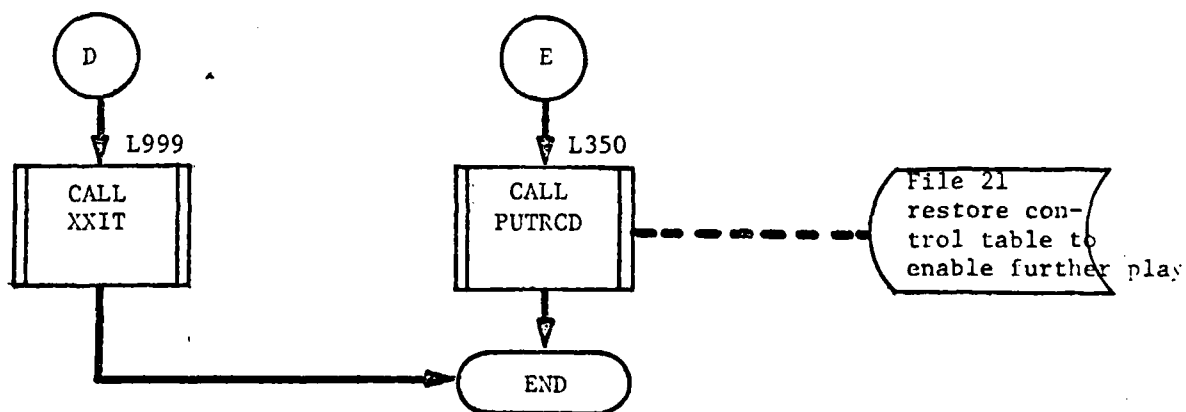 D
E
L999
L350
CALL
XXIT
CALL
PUTRCD
File 21
restore con-
trol table to
enable further play
END